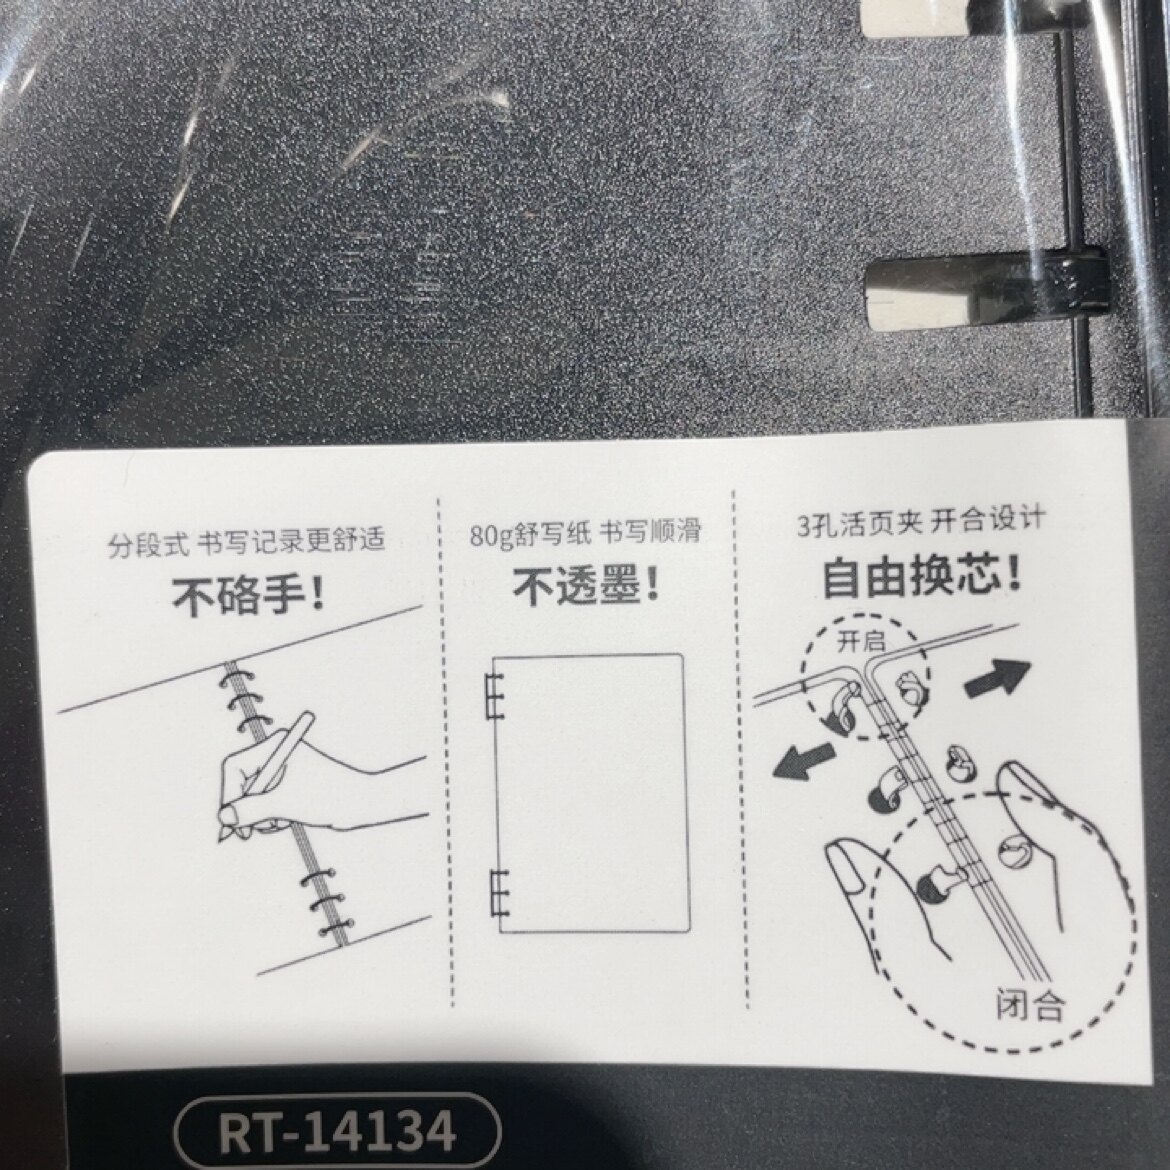 分段式 书写记录更舒适
不硌手！
80g舒写纸 书写顺滑
不透墨！
3孔活页夹 开合设计
自由换芯！
开启
闭合
RT-14134